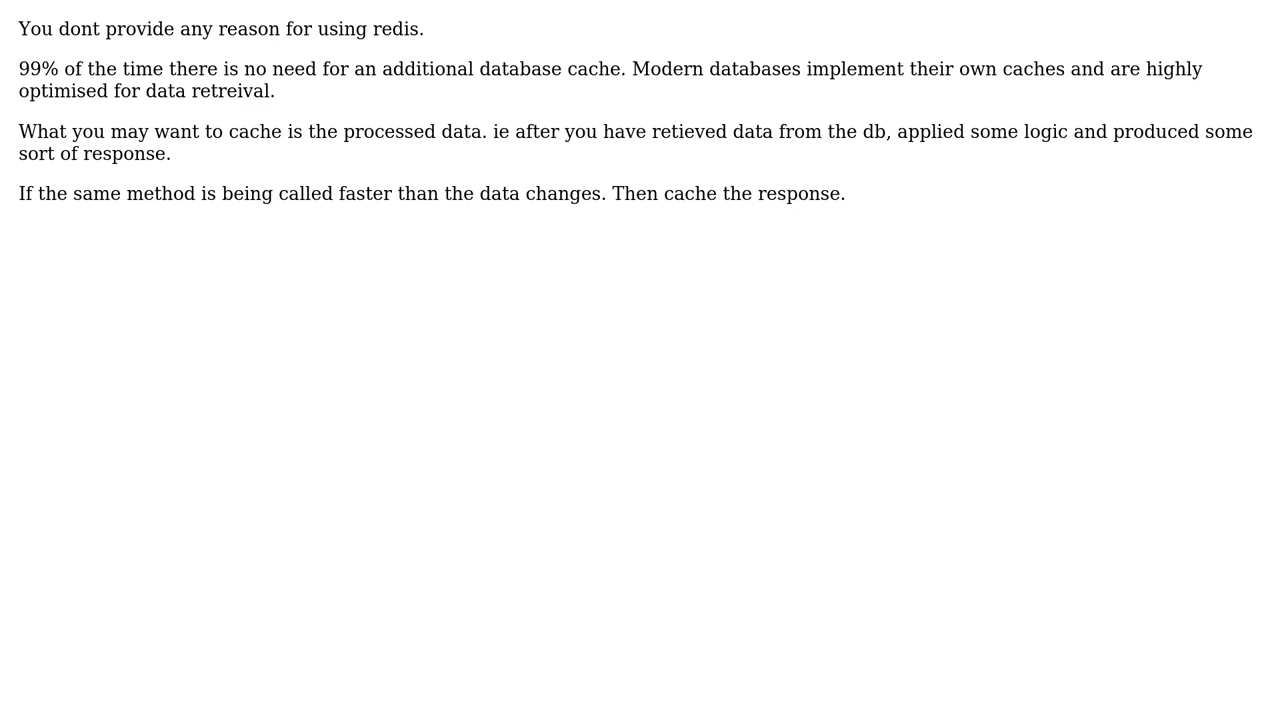 You dont provide any reason for using redis.
99% of the time there is no need for an additional database cache. Modern databases implement their own caches and are highly
optimised for data retreival.
What you may want to cache is the processed data. ie after you have retieved data from the db, applied some logic and produced some
sort of response.
If the same method is being called faster than the data changes. Then cache the response.